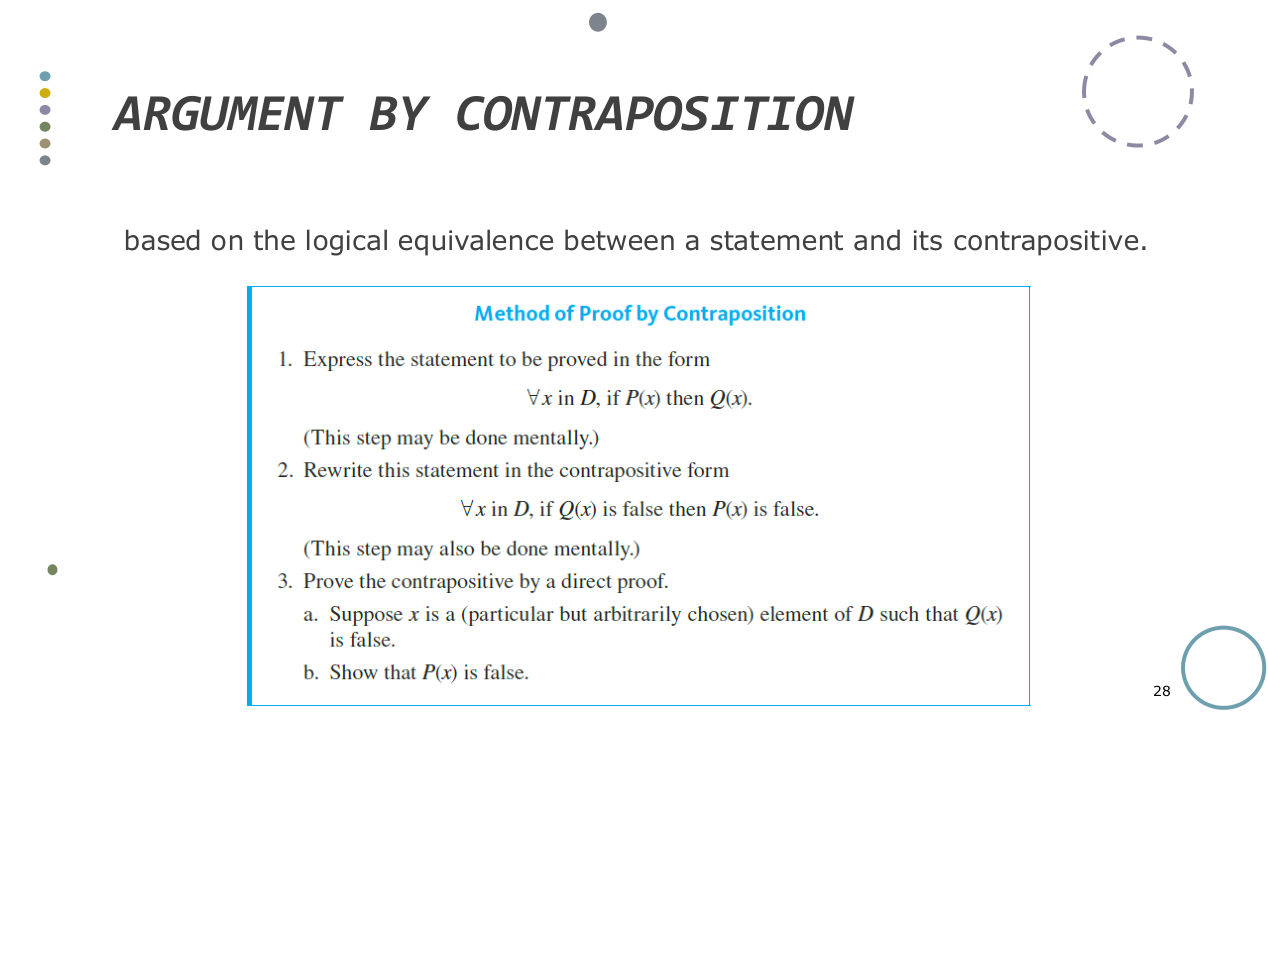 ARGUMENT BY CONTRAPOSITION
based on the logical equivalence between a statement and its contrapositive.
Method of Proof by Contraposition
1. Express the statement to be proved in the form
∀x in D, if P(x) then Q(x).
(This step may be done mentally.)
2. Rewrite this statement in the contrapositive form
∀x in D, if Q(x) is false then P(x) is false.
(This step may also be done mentally.)
3. Prove the contrapositive by a direct proof.
a. Suppose x is a (particular but arbitrarily chosen) element of D such that Q(x)
is false.
b. Show that P(x) is false.
28